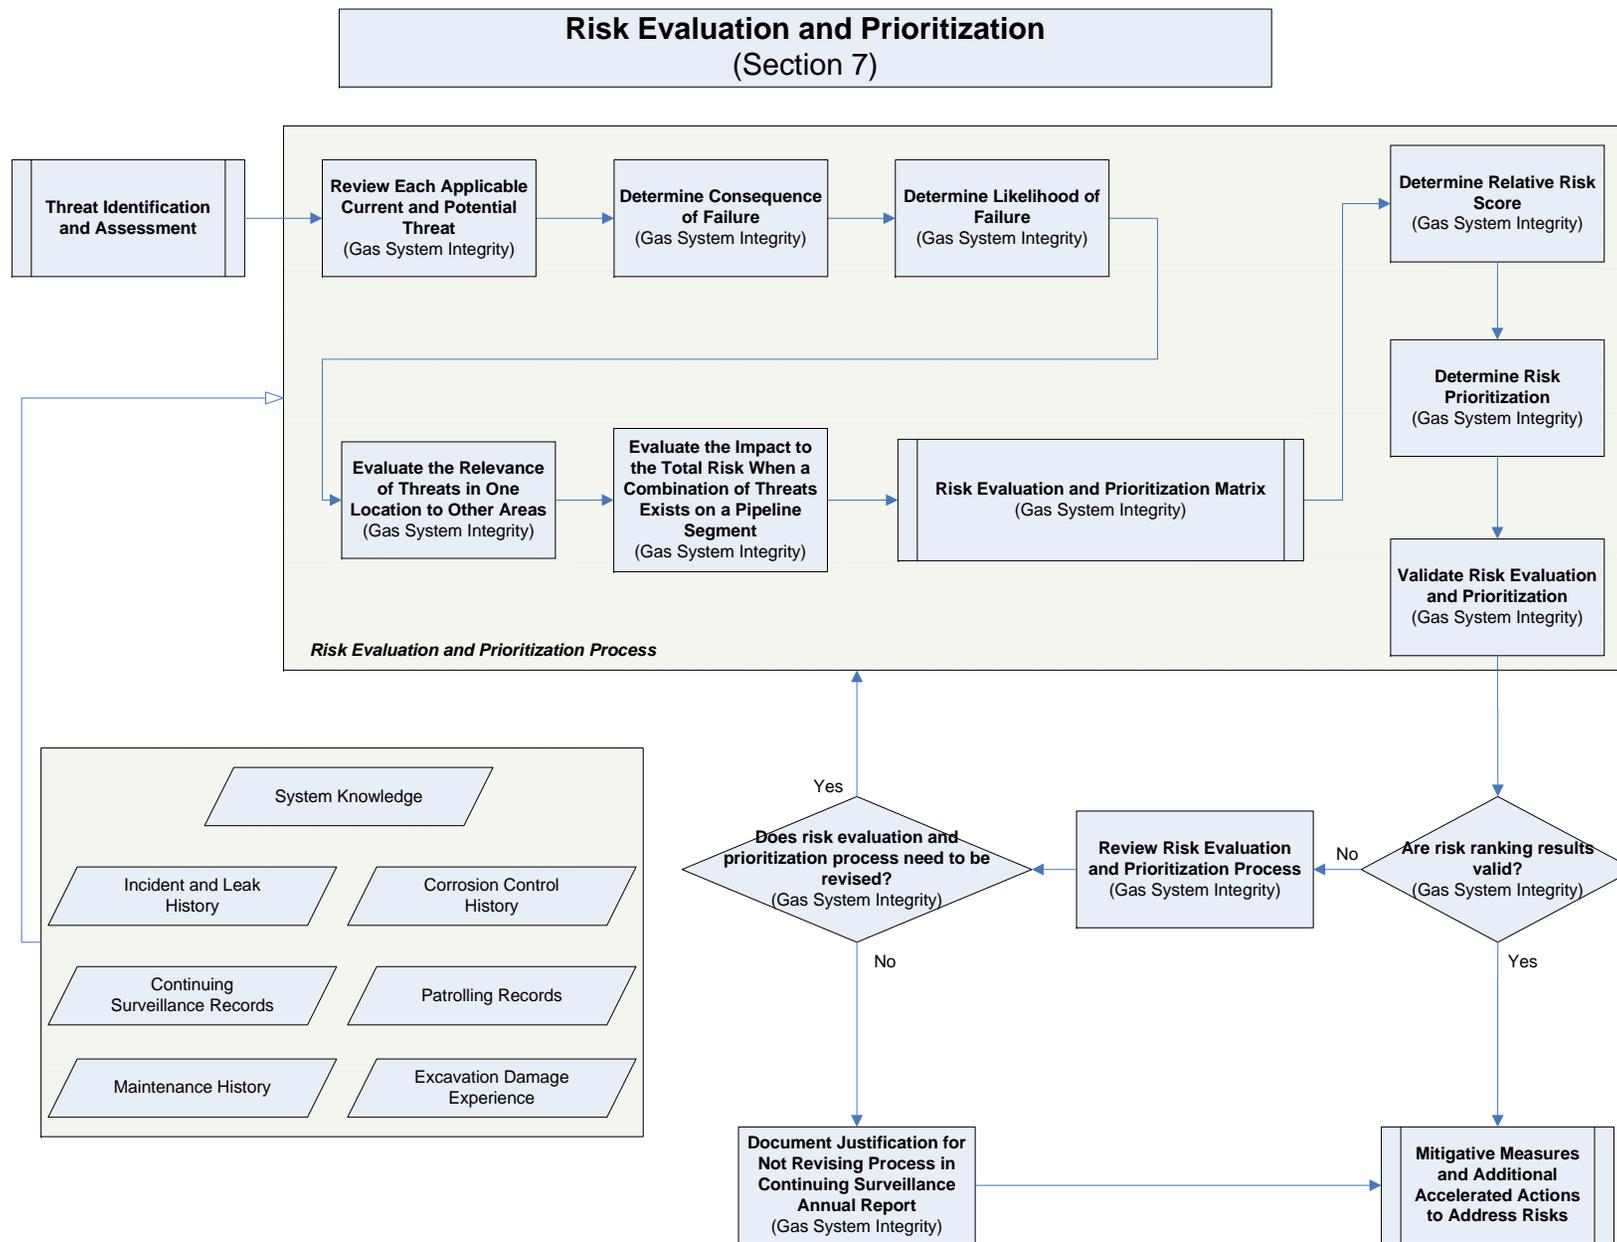 Risk Evaluation and Prioritization
(Section 7)
Threat Identification
and Assessment
Review Each Applicable
Current and Potential
Threat
(Gas System Integrity)
Determine Consequence
of Failure
(Gas System Integrity)
Determine Likelihood of
Failure
(Gas System Integrity)
Determine Relative Risk
Score
(Gas System Integrity)
Determine Risk
Prioritization
(Gas System Integrity)
Evaluate the Relevance
of Threats in One
Location to Other Areas
(Gas System Integrity)
Evaluate the Impact to
the Total Risk When a
Combination of Threats
Exists on a Pipeline
Segment
(Gas System Integrity)
Risk Evaluation and Prioritization Matrix
(Gas System Integrity)
Validate Risk Evaluation
and Prioritization
(Gas System Integrity)
Risk Evaluation and Prioritization Process
System Knowledge
Incident and Leak
History
Corrosion Control
History
Continuing
Surveillance Records
Patrolling Records
Maintenance History
Excavation Damage
Experience
Yes
Does risk evaluation and
prioritization process need to be
revised?
(Gas System Integrity)
No
Review Risk Evaluation
and Prioritization Process
(Gas System Integrity)
No
Are risk ranking results
valid?
(Gas System Integrity)
Yes
Document Justification for
Not Revising Process in
Continuing Surveillance
Annual Report
(Gas System Integrity)
Mitigative Measures
and Additional
Accelerated Actions
to Address Risks